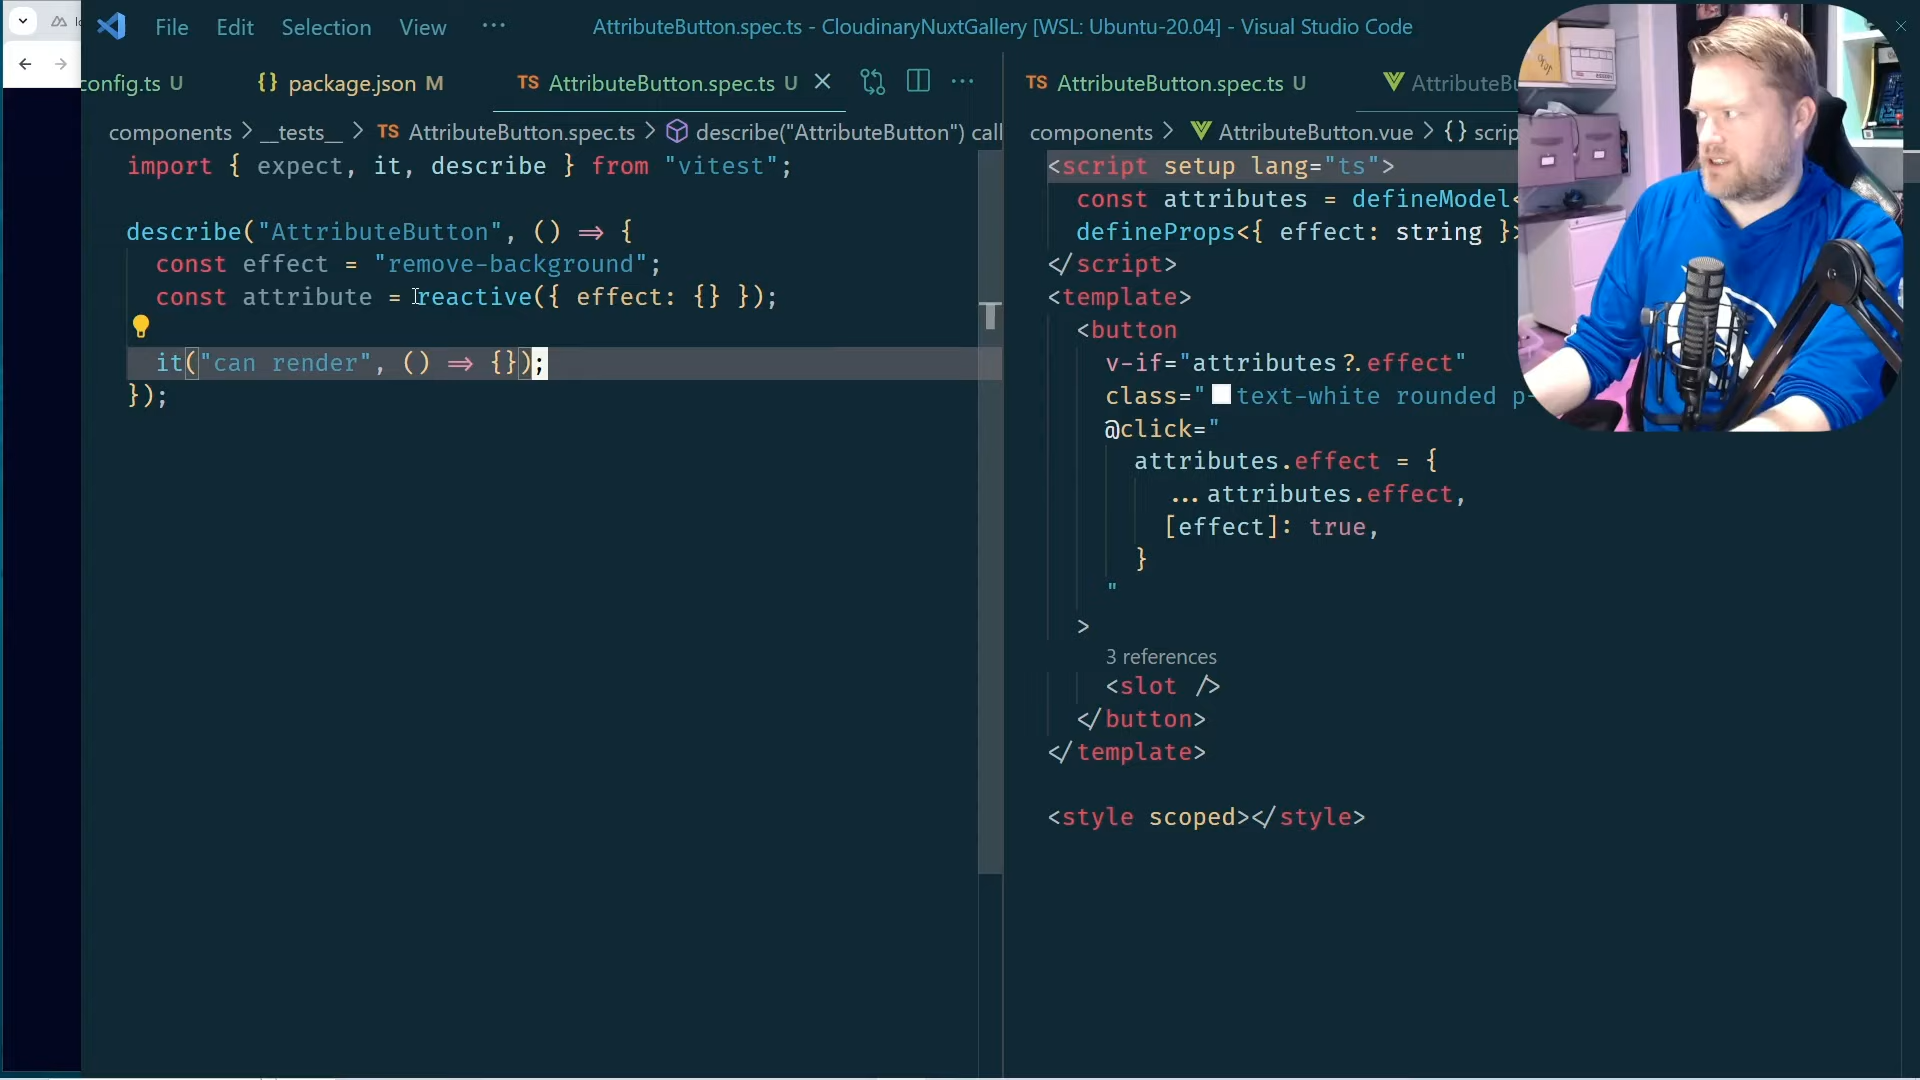 File Edit Selection View ··· AttributeButton.spec.ts - CloudinaryNuxtGallery [WSL: Ubuntu-20.04] - Visual Studio Code
config.ts U {} package.json M TS AttributeButton.spec.ts U
TS AttributeButton.spec.ts U AttributeBu
components > __tests__ > TS AttributeButton.spec.ts > describe("AttributeButton") call
import { expect, it, describe } from "vitest";
describe("AttributeButton", () => {
const effect = "remove-background";
const attribute = reactive({ effect: {} });
it("can render", () => {});
});
components > AttributeButton.vue > {} scrip
<script setup lang="ts">
const attributes = defineModel<
defineProps<{ effect: string }>
</script>
<template>
<button
v-if="attributes?.effect"
class="text-white rounded p-
@click="
attributes.effect = {
...attributes.effect,
[effect]: true,
}
"
>
3 references
<slot />
</button>
</template>
<style scoped></style>